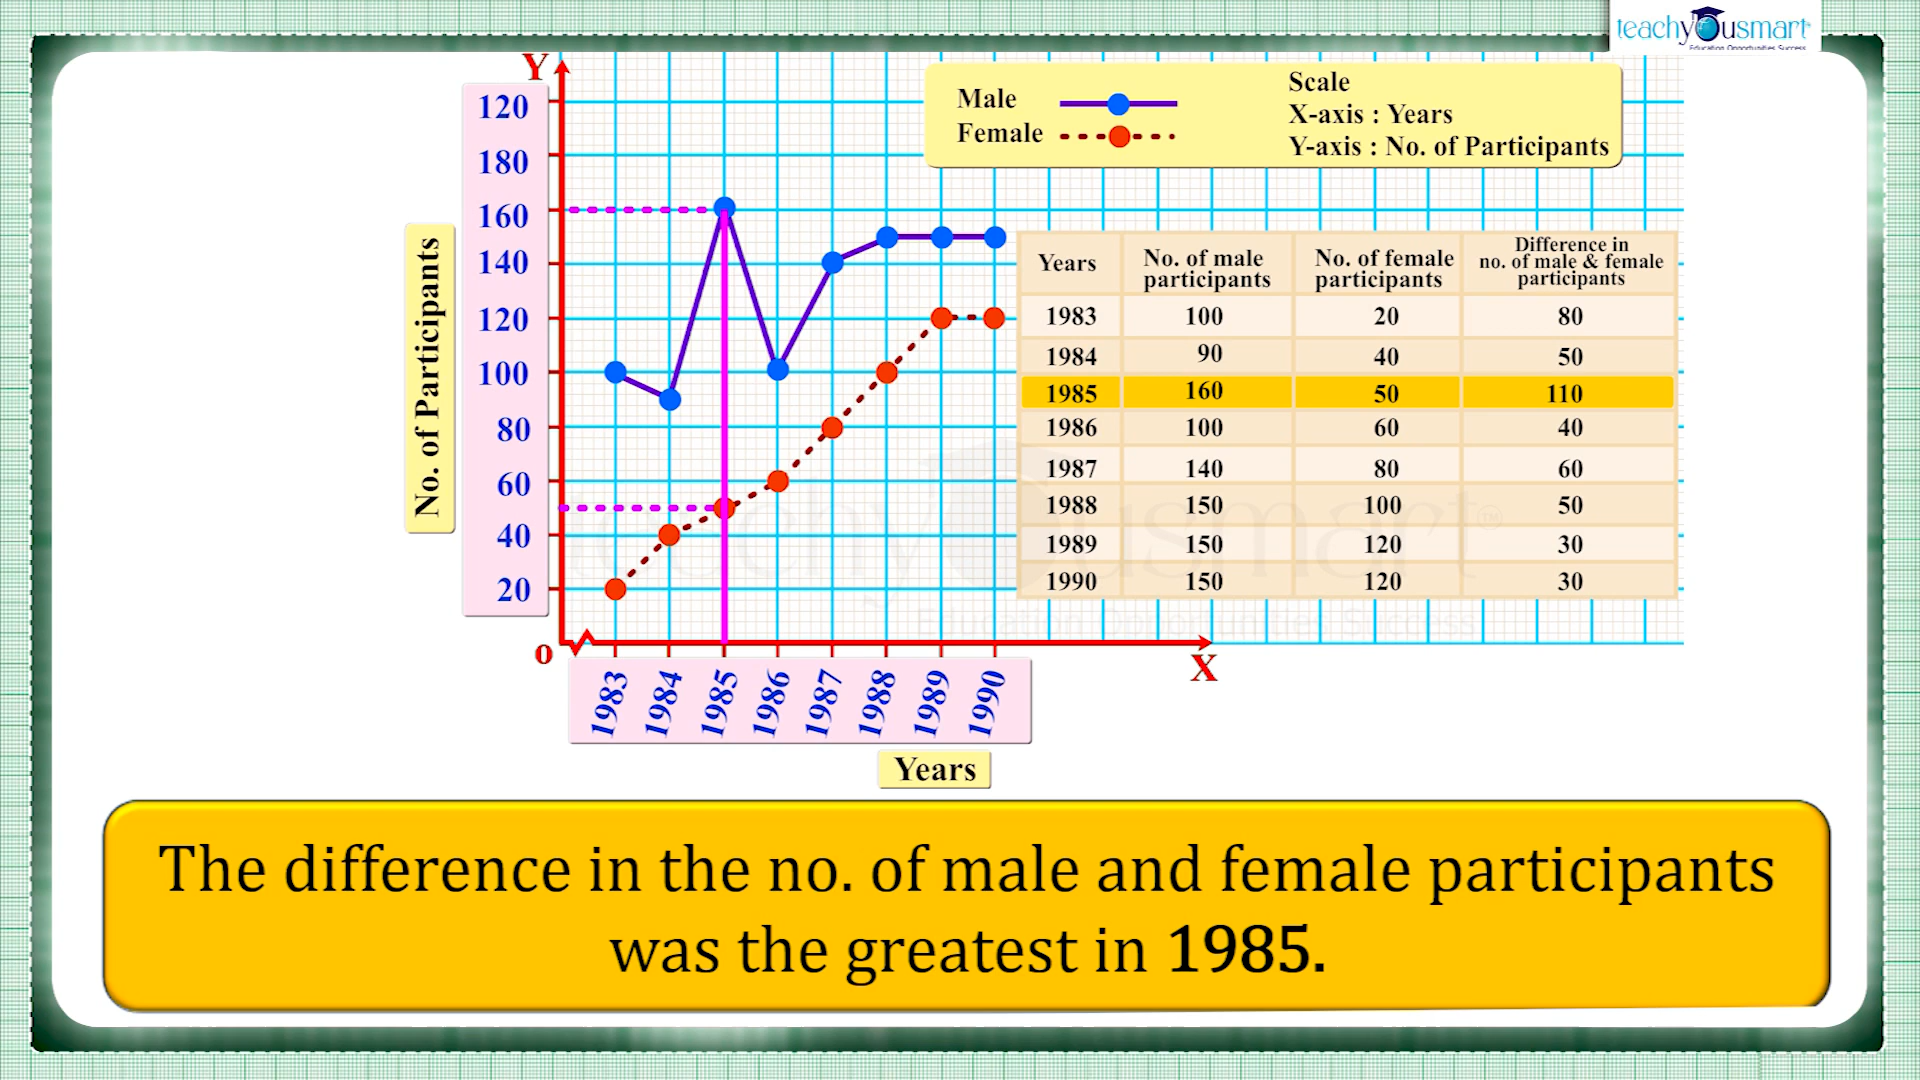 teachyOusmart
Education Opportunities Success
Y
120
180
160
140
120
100
80
60
40
20
0
No. of Participants
Male
Female
Scale
X-axis : Years
Y-axis : No. of Participants
Years No. of male participants No. of female participants Difference in no. of male & female participants
1983 100 20 80
1984 90 40 50
1985 160 50 110
1986 100 60 40
1987 140 80 60
1988 150 100 50
1989 150 120 30
1990 150 120 30
teachyOusmart™
Education Opportunities Success
X
1983 1984 1985 1986 1987 1988 1989 1990
Years
The difference in the no. of male and female participants
was the greatest in 1985.